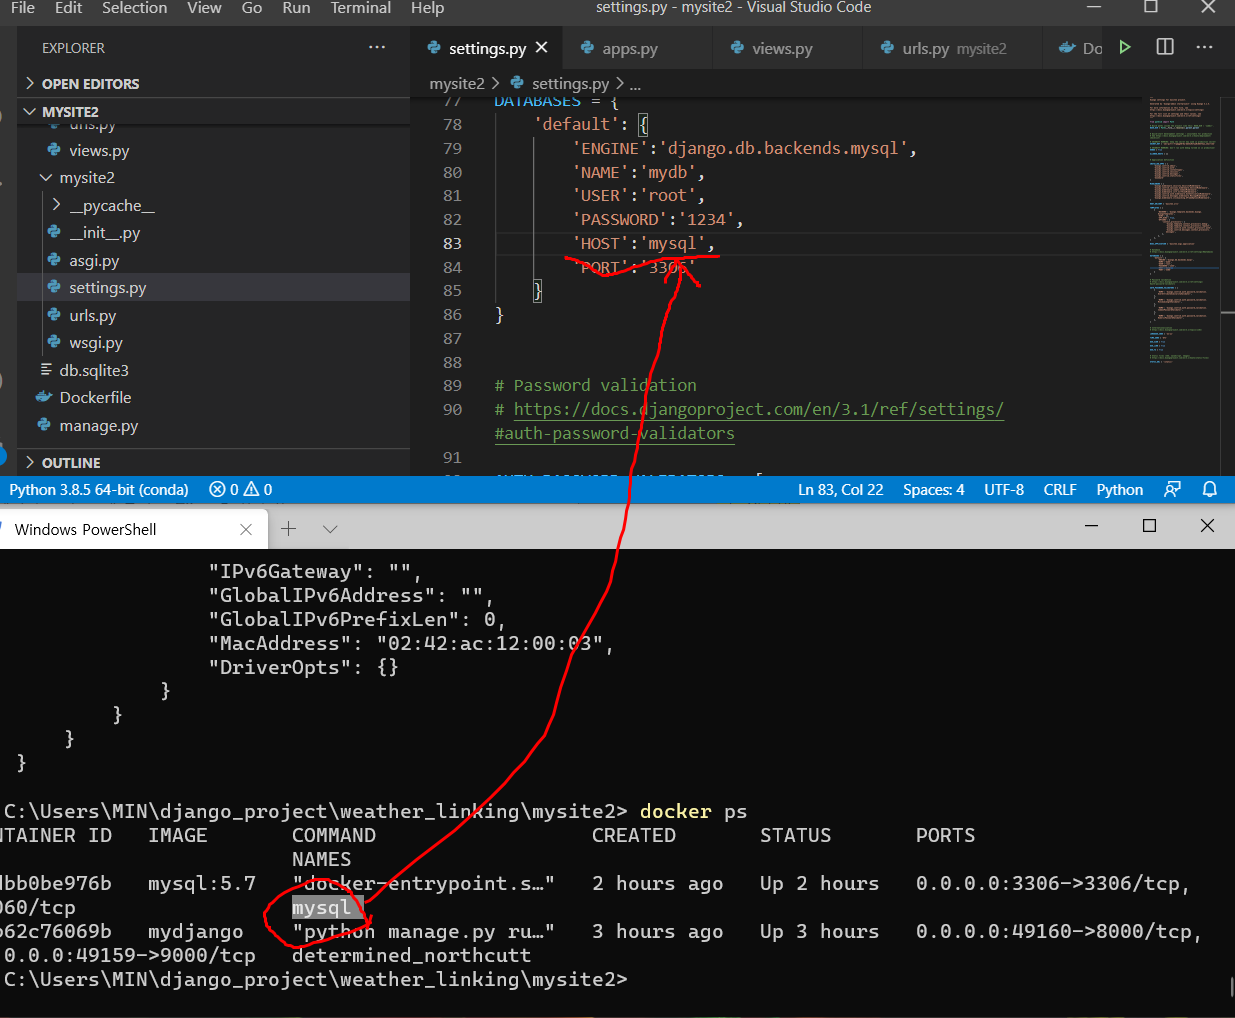 File Edit Selection View Go Run Terminal Help settings.py - mysite2 - Visual Studio Code
EXPLORER
settings.py apps.py views.py urls.py mysite2 Do
OPEN EDITORS
mysite2 > settings.py > ...
MYSITE2
urls.py
views.py
mysite2
__pycache__
__init__.py
asgi.py
settings.py
urls.py
wsgi.py
db.sqlite3
Dockerfile
manage.py
OUTLINE
77 DATABASES = {
78 'default': {
79 'ENGINE':'django.db.backends.mysql',
80 'NAME':'mydb',
81 'USER':'root',
82 'PASSWORD':'1234',
83 'HOST':'mysql',
84 'PORT':'3306'
85 }
86 }
87
88
89 # Password validation
90 # https://docs.djangoproject.com/en/3.1/ref/settings/
#auth-password-validators
91
Python 3.8.5 64-bit (conda) 0 0 Ln 83, Col 22 Spaces: 4 UTF-8 CRLF Python
Windows PowerShell
"IPv6Gateway": "",
"GlobalIPv6Address": "",
"GlobalIPv6PrefixLen": 0,
"MacAddress": "02:42:ac:12:00:03",
"DriverOpts": {}
}
}
}
}
C:\Users\MIN\django_project\weather_linking\mysite2> docker ps
NTAINER ID IMAGE COMMAND CREATED STATUS PORTS
NAMES
bb0be976b mysql:5.7 "docker-entrypoint.s…" 2 hours ago Up 2 hours 0.0.0.0:3306->3306/tcp,
060/tcp mysql
62c76069b mydjango "python manage.py ru…" 3 hours ago Up 3 hours 0.0.0.0:49160->8000/tcp,
0.0.0:49159->9000/tcp determined_northcutt
C:\Users\MIN\django_project\weather_linking\mysite2>